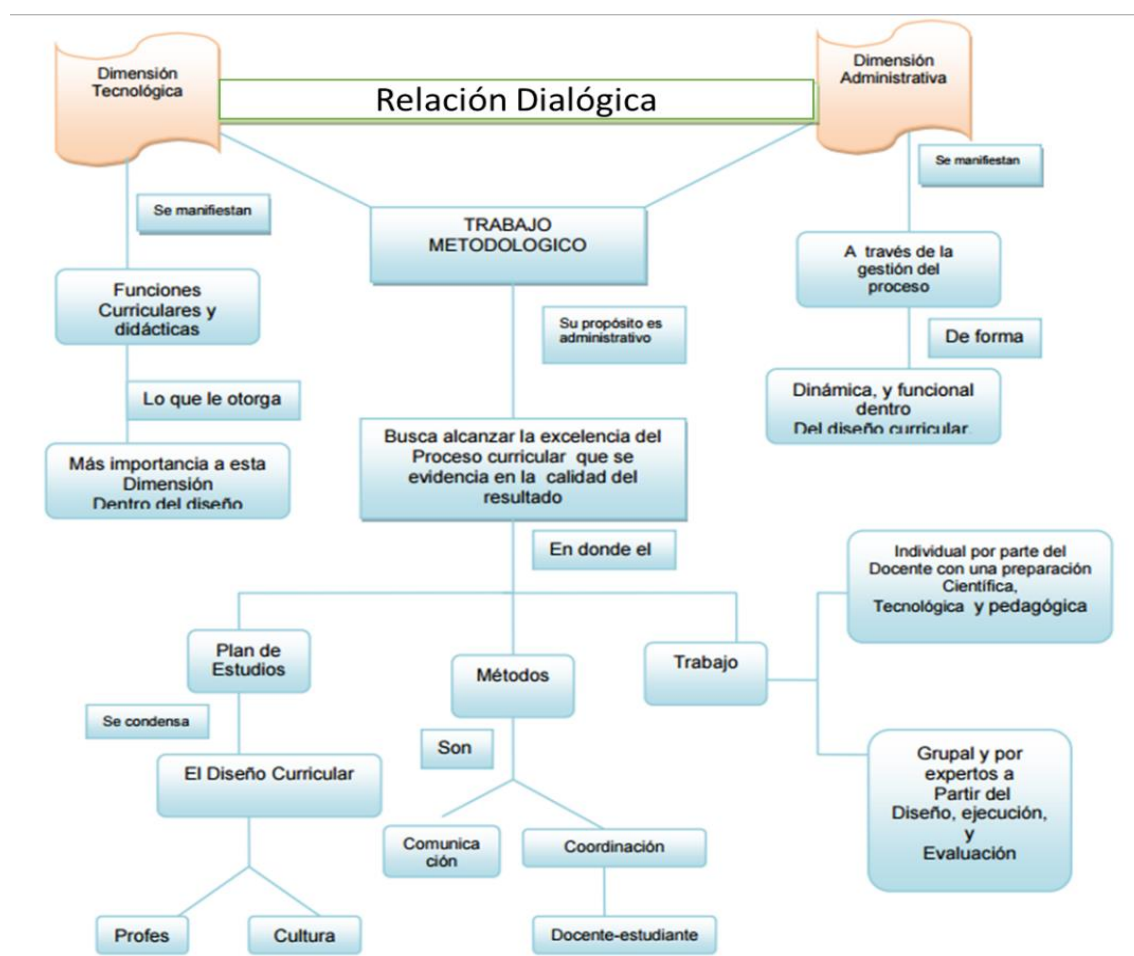 Dimensión
Tecnológica
Relación Dialógica
Dimensión
Administrativa
Se manifiestan
Se manifiestan
TRABAJO
METODOLOGICO
A través de la
gestión del
proceso
Funciones
Curriculares y
didácticas
Su propósito es
administrativo
De forma
Lo que le otorga
Dinámica, y funcional
dentro
Del diseño curricular.
Busca alcanzar la excelencia del
Proceso curricular que se
evidencia en la calidad del
resultado
Más importancia a esta
Dimensión
Dentro del diseño
En donde el
Individual por parte del
Docente con una preparación
Científica,
Tecnológica y pedagógica
Plan de
Estudios
Métodos
Trabajo
Se condensa
Son
El Diseño Curricular
Grupal y por
expertos a
Partir del
Diseño, ejecución,
y
Evaluación
Comunica
ción
Coordinación
Profes
Cultura
Docente-estudiante